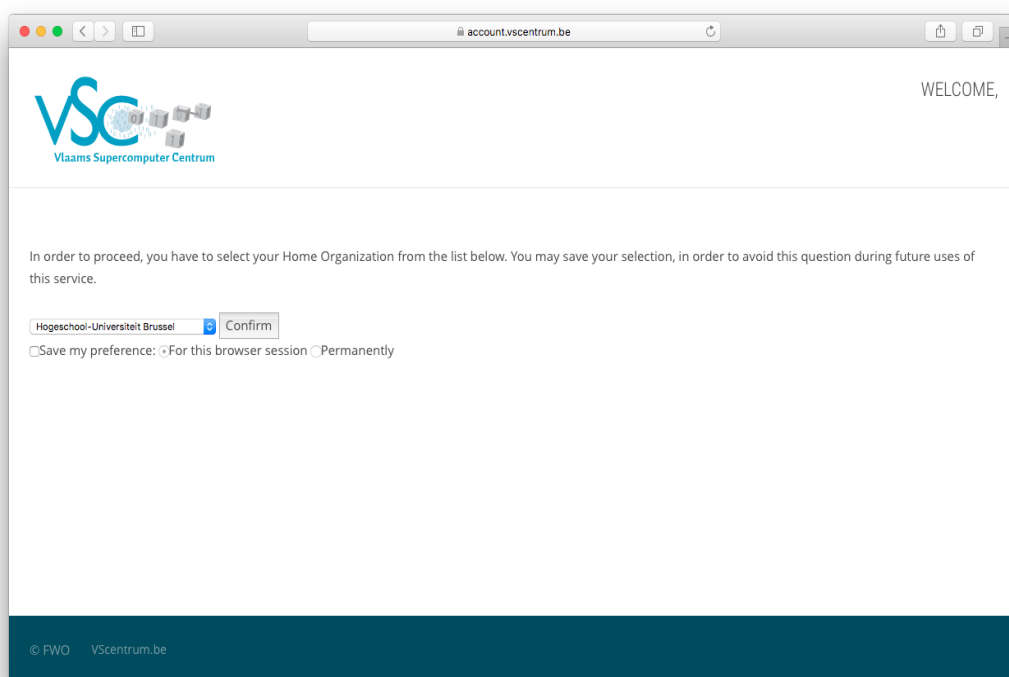 account.vscentrum.be
WELCOME,
VSC
Vlaams Supercomputer Centrum
In order to proceed, you have to select your Home Organization from the list below. You may save your selection, in order to avoid this question during future uses of
this service.
Hogeschool-Universiteit Brussel Confirm
Save my preference: For this browser session Permanently
© FWO VScentrum.be